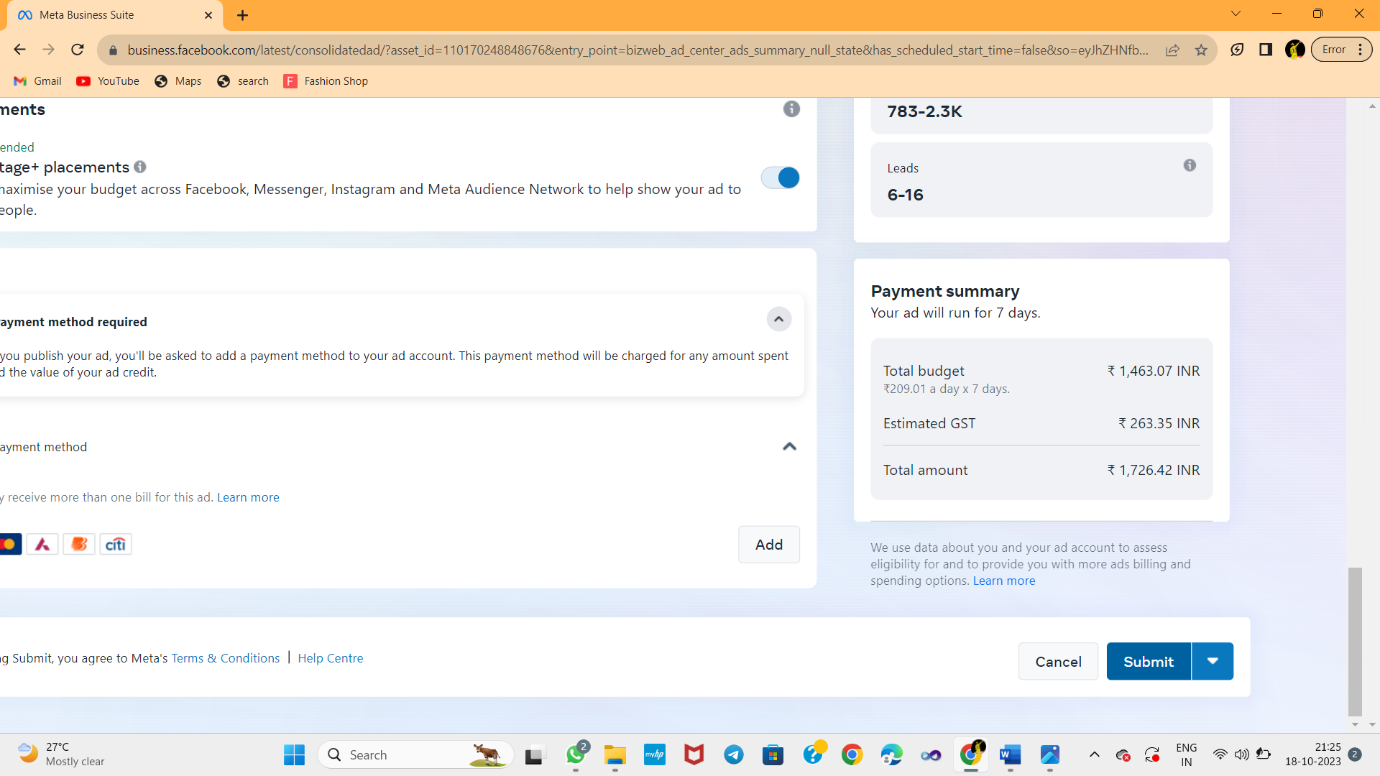 Meta Business Suite
business.facebook.com/latest/consolidatedad/?asset_id=110170248848676&entry_point=bizweb_ad_center_ads_summary_null_state&has_scheduled_start_time=false&so=eyJhZHNfb...
Error
Gmail
YouTube
Maps
search
F
Fashion Shop
ments
ended
tage+ placements
naximise your budget across Facebook, Messenger, Instagram and Meta Audience Network to help show your ad to
eople.
ayment method required
you publish your ad, you'll be asked to add a payment method to your ad account. This payment method will be charged for any amount spent
d the value of your ad credit.
ayment method
y receive more than one bill for this ad. Learn more
citi
Add
783-2.3K
Leads
6-16
Payment summary
Your ad will run for 7 days.
Total budget ₹ 1,463.07 INR
₹209.01 a day x 7 days.
Estimated GST ₹ 263.35 INR
Total amount ₹ 1,726.42 INR
We use data about you and your ad account to assess
eligibility for and to provide you with more ads billing and
spending options. Learn more
g Submit, you agree to Meta's Terms & Conditions | Help Centre
Cancel
Submit
27°C
Mostly clear
Search
2
myhp
W
ENG
IN
21:25
18-10-2023
2